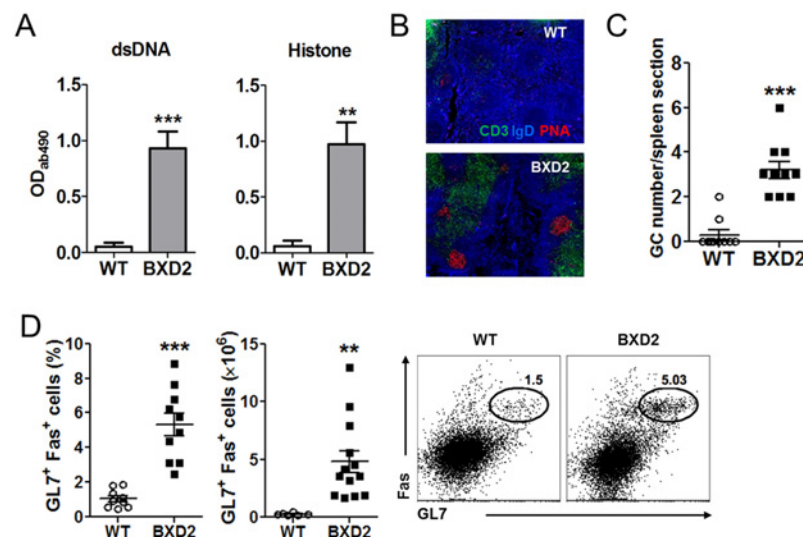 A
dsDNA
Histone
OD_ab490
1.5
1.0
0.5
0.0
WT BXD2
***
1.5
1.0
0.5
0.0
WT BXD2
**
B
WT
CD3 IgD PNA
BXD2
C
GC number/spleen section
8
6
4
2
0
WT BXD2
***
D
GL7+ Fas+ cells (%)
10
8
6
4
2
0
WT BXD2
***
GL7+ Fas+ cells (×10^6)
15
10
5
0
WT BXD2
**
WT
BXD2
1.5
5.03
Fas
GL7